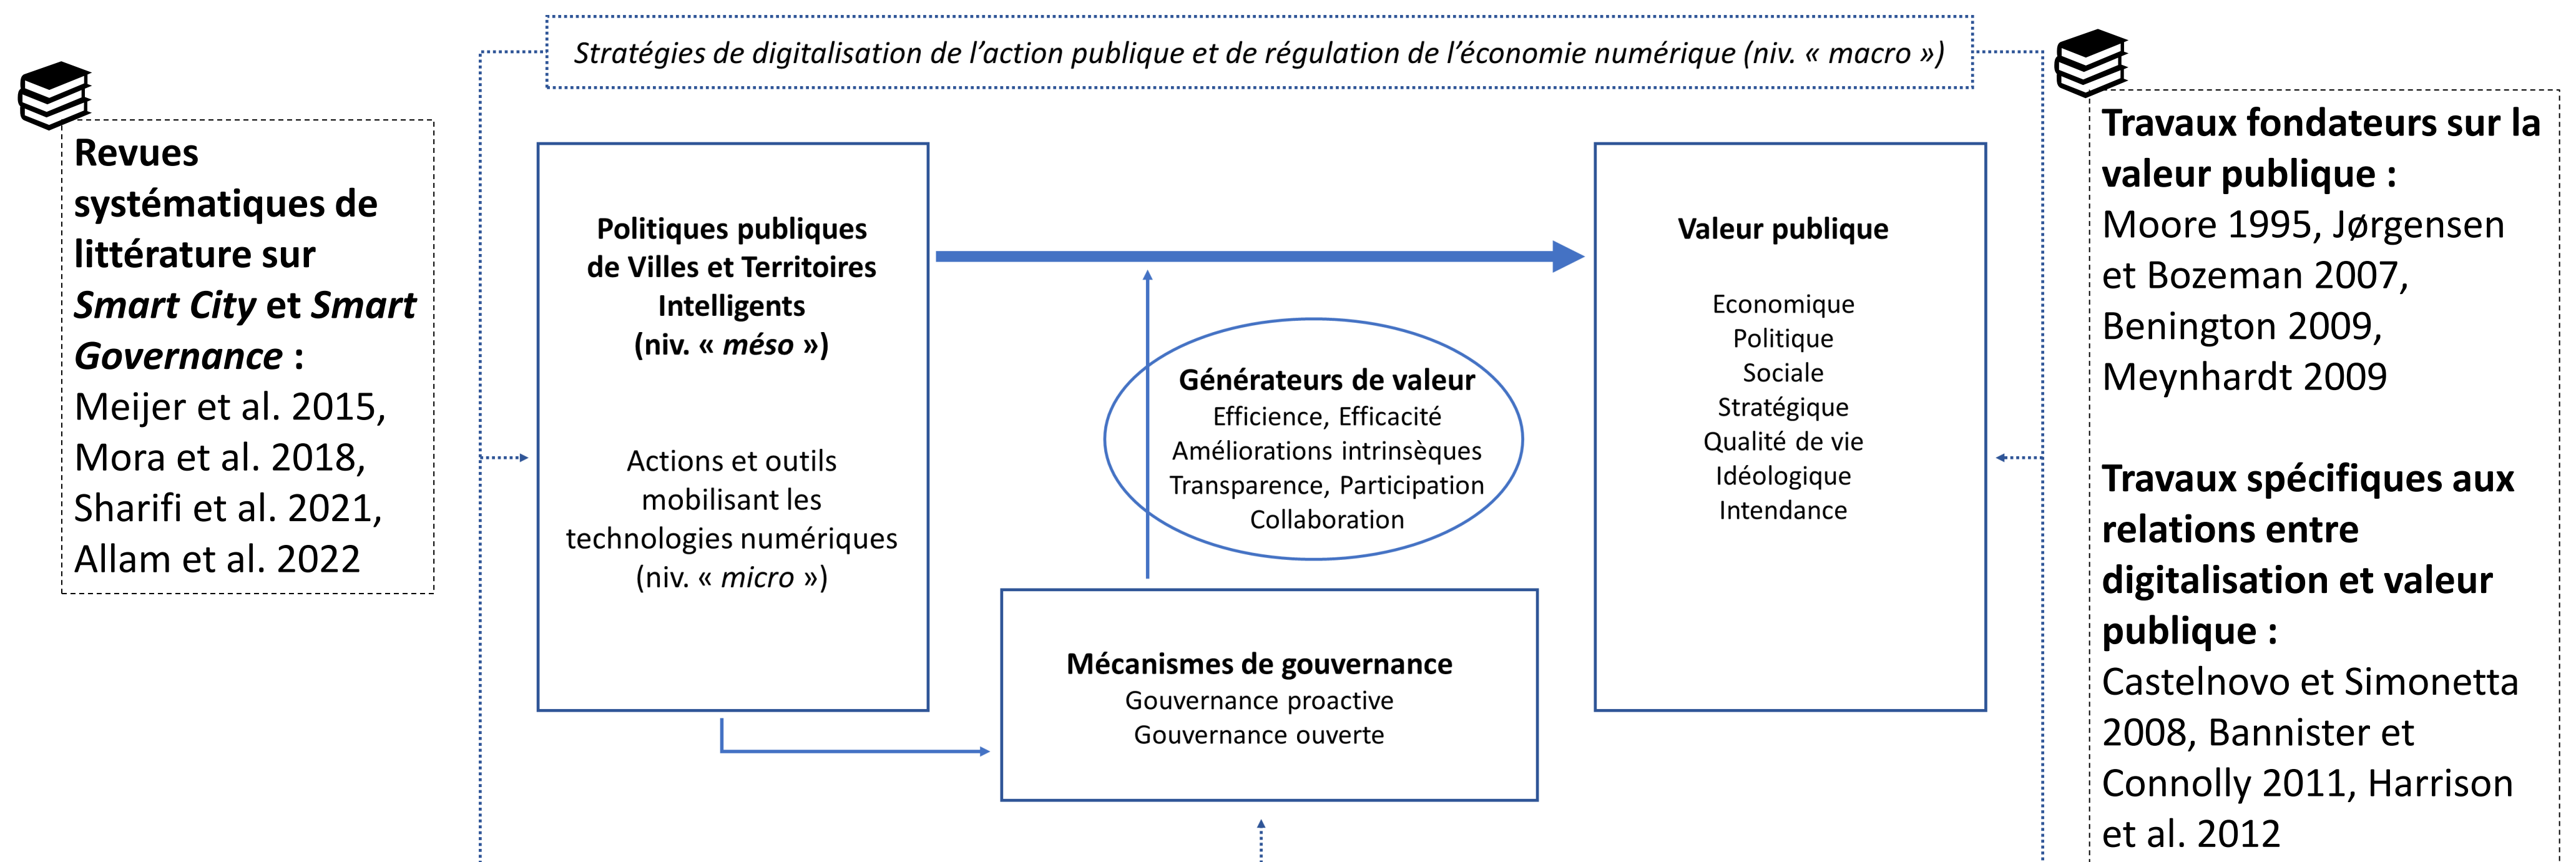 Stratégies de digitalisation de l’action publique et de régulation de l’économie numérique (niv. « macro »)
Revues
systématiques de
littérature sur
Smart City et Smart
Governance :
Meijer et al. 2015,
Mora et al. 2018,
Sharifi et al. 2021,
Allam et al. 2022
Politiques publiques
de Villes et Territoires
Intelligents
(niv. « méso »)
Actions et outils
mobilisant les
technologies numériques
(niv. « micro »)
Générateurs de valeur
Efficience, Efficacité
Améliorations intrinsèques
Transparence, Participation
Collaboration
Mécanismes de gouvernance
Gouvernance proactive
Gouvernance ouverte
Valeur publique
Economique
Politique
Sociale
Stratégique
Qualité de vie
Idéologique
Intendance
Travaux fondateurs sur la
valeur publique :
Moore 1995, Jørgensen
et Bozeman 2007,
Benington 2009,
Meynhardt 2009
Travaux spécifiques aux
relations entre
digitalisation et valeur
publique :
Castelnovo et Simonetta
2008, Bannister et
Connolly 2011, Harrison
et al. 2012